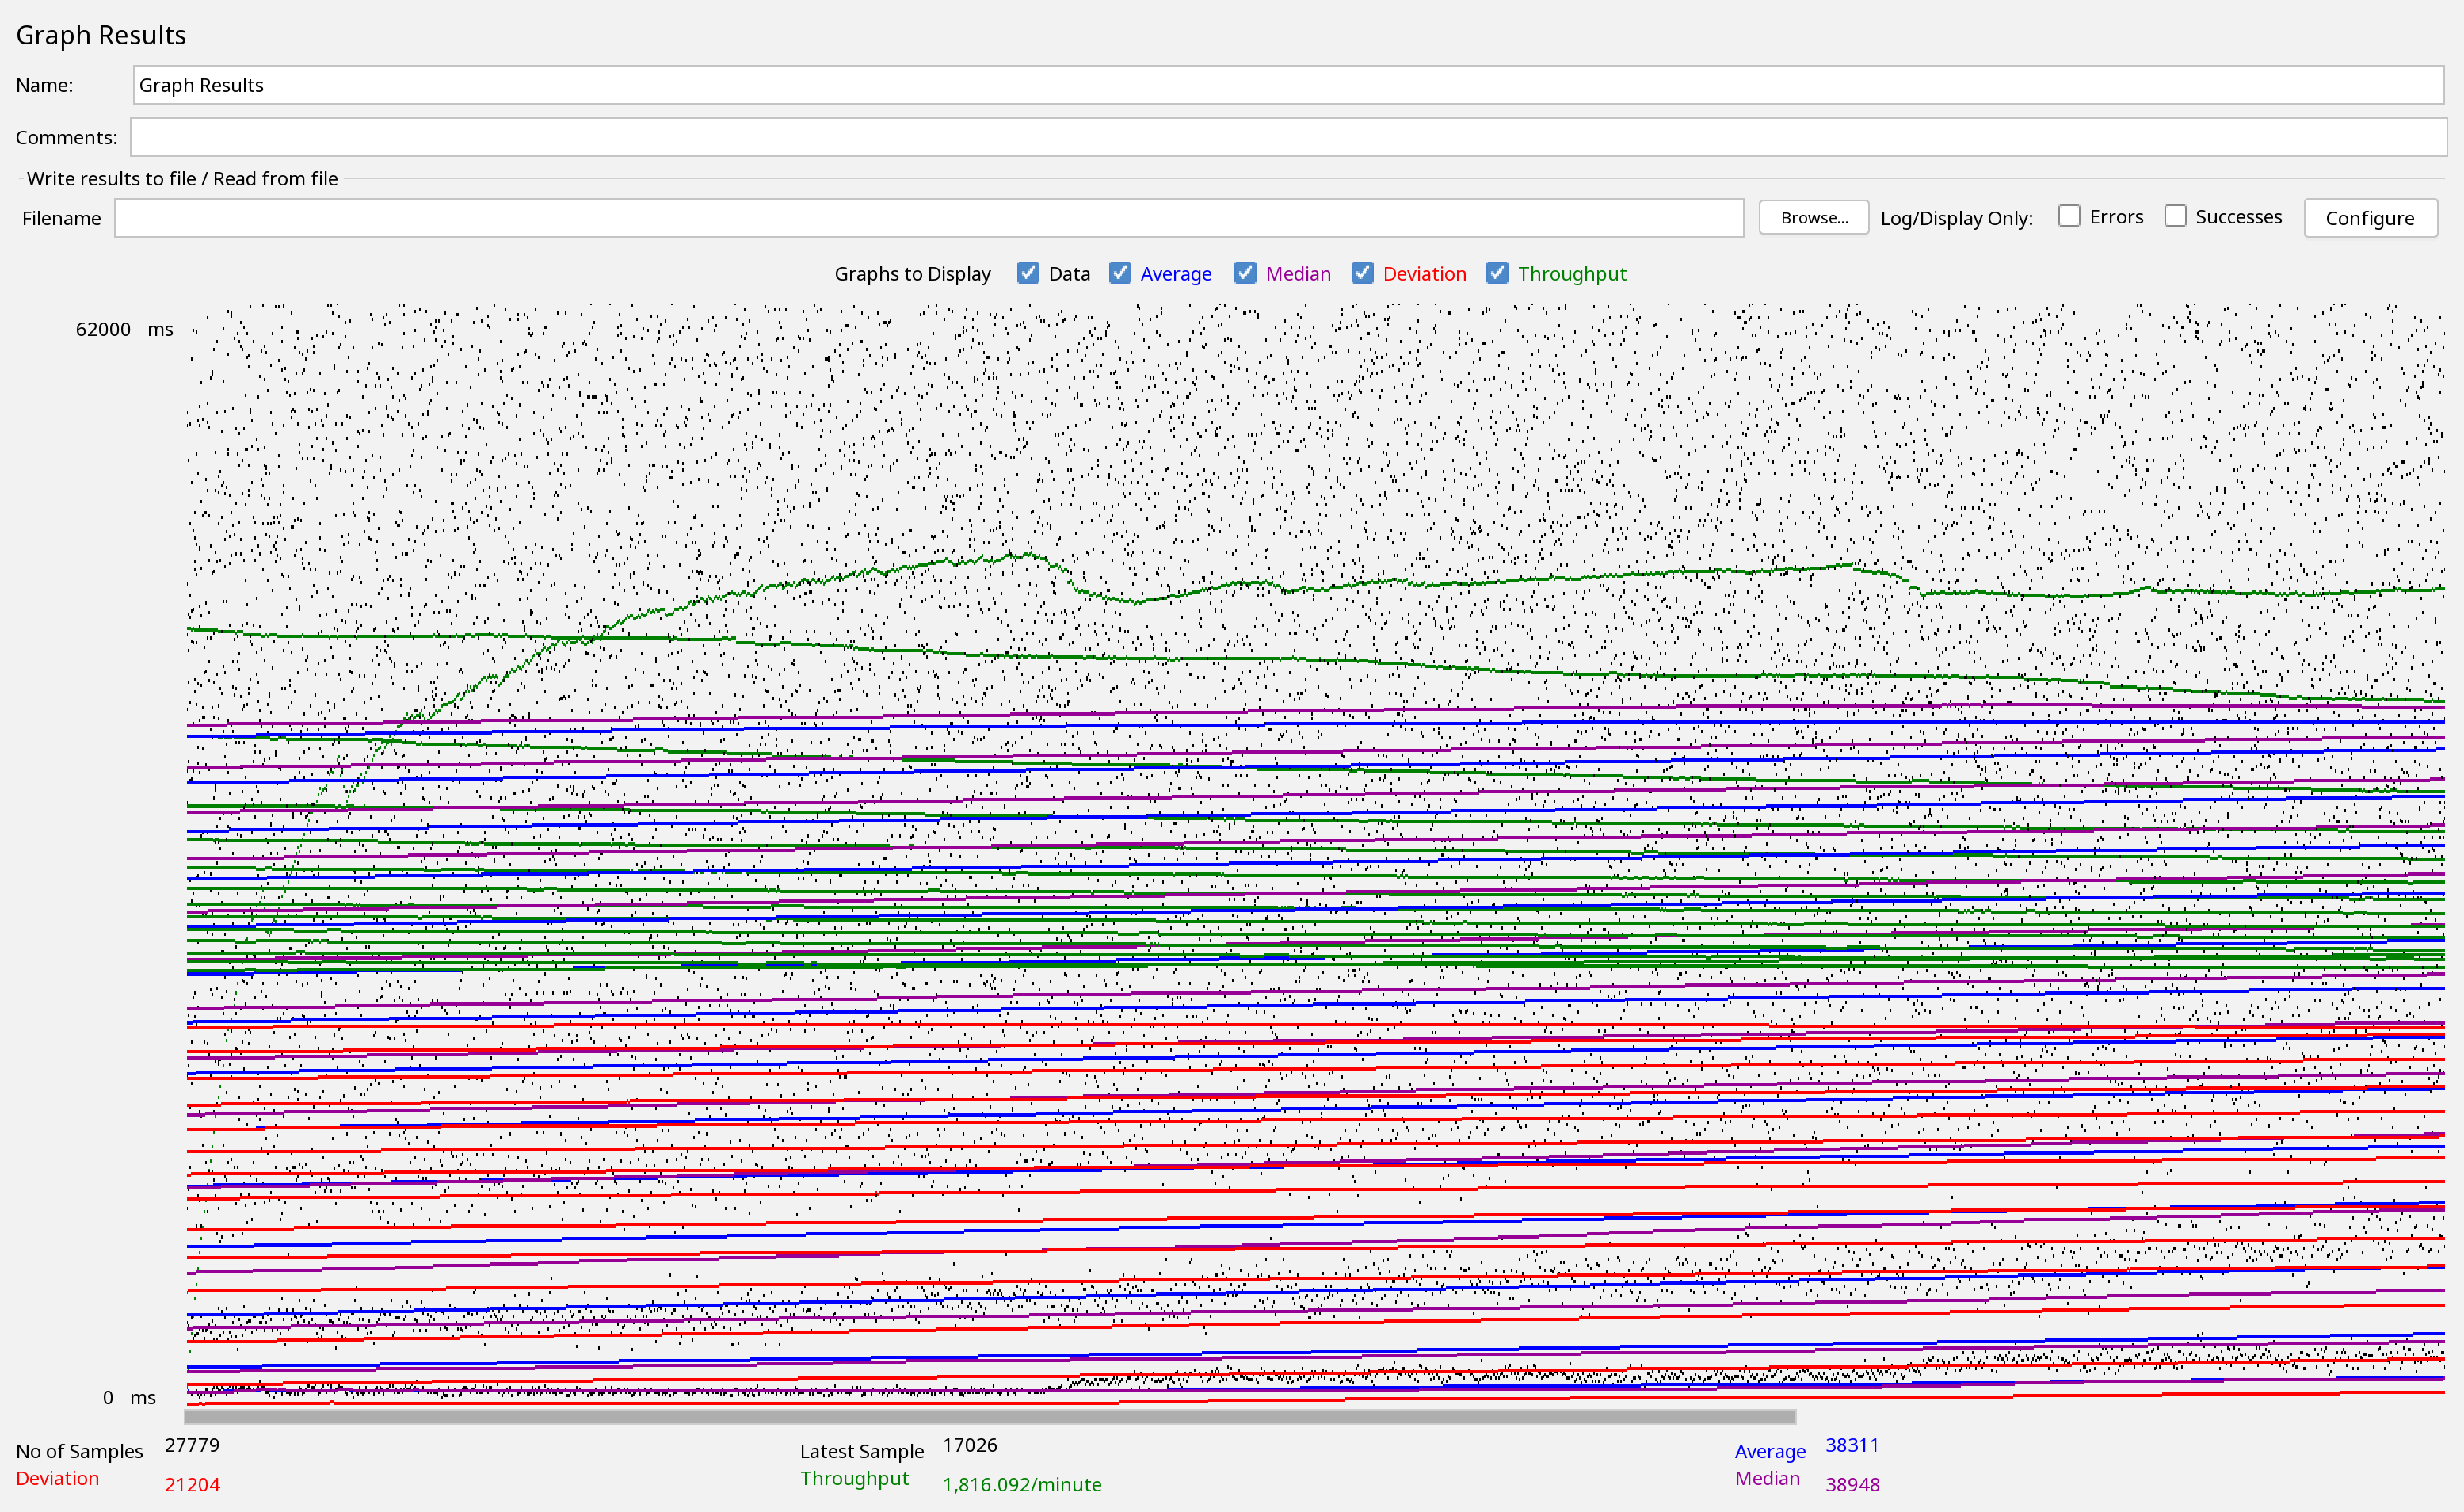 Graph Results
Name: Graph Results
Comments:
Write results to file / Read from file
Filename Browse... Log/Display Only: Errors Successes Configure
Graphs to Display Data Average Median Deviation Throughput
62000 ms
0 ms
No of Samples 27779 Latest Sample 17026 Average 38311
Deviation 21204 Throughput 1,816.092/minute Median 38948